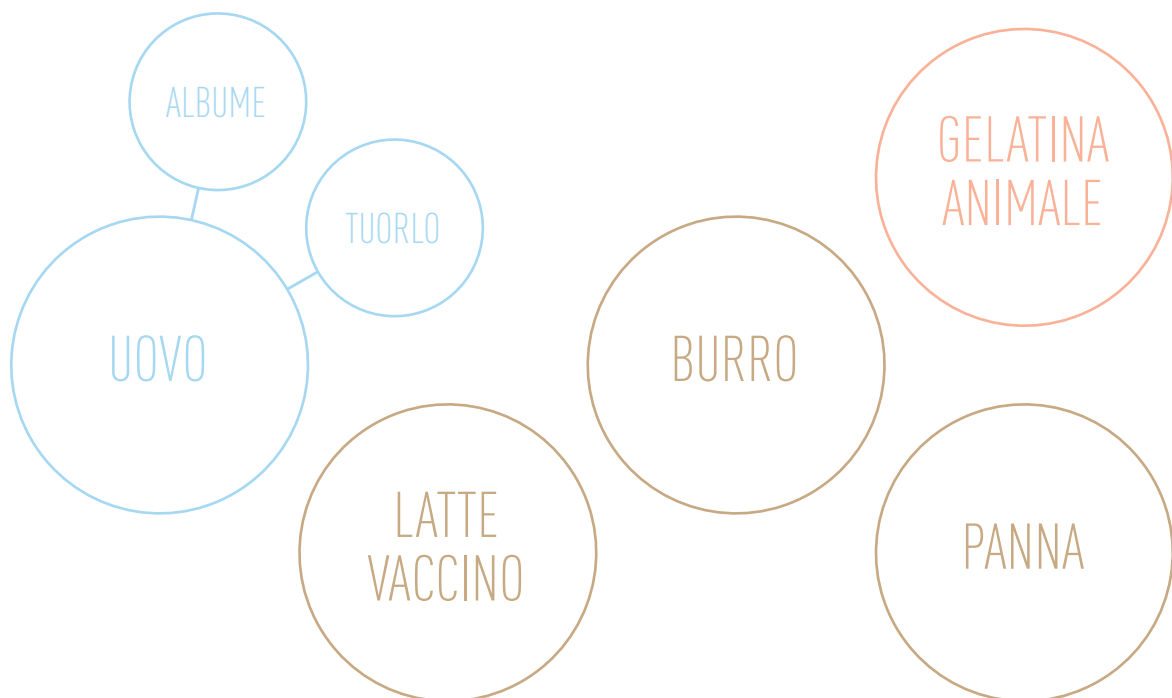 ALBUME
TUORLO
UOVO
LATTE
VACCINO
BURRO
GELATINA
ANIMALE
PANNA